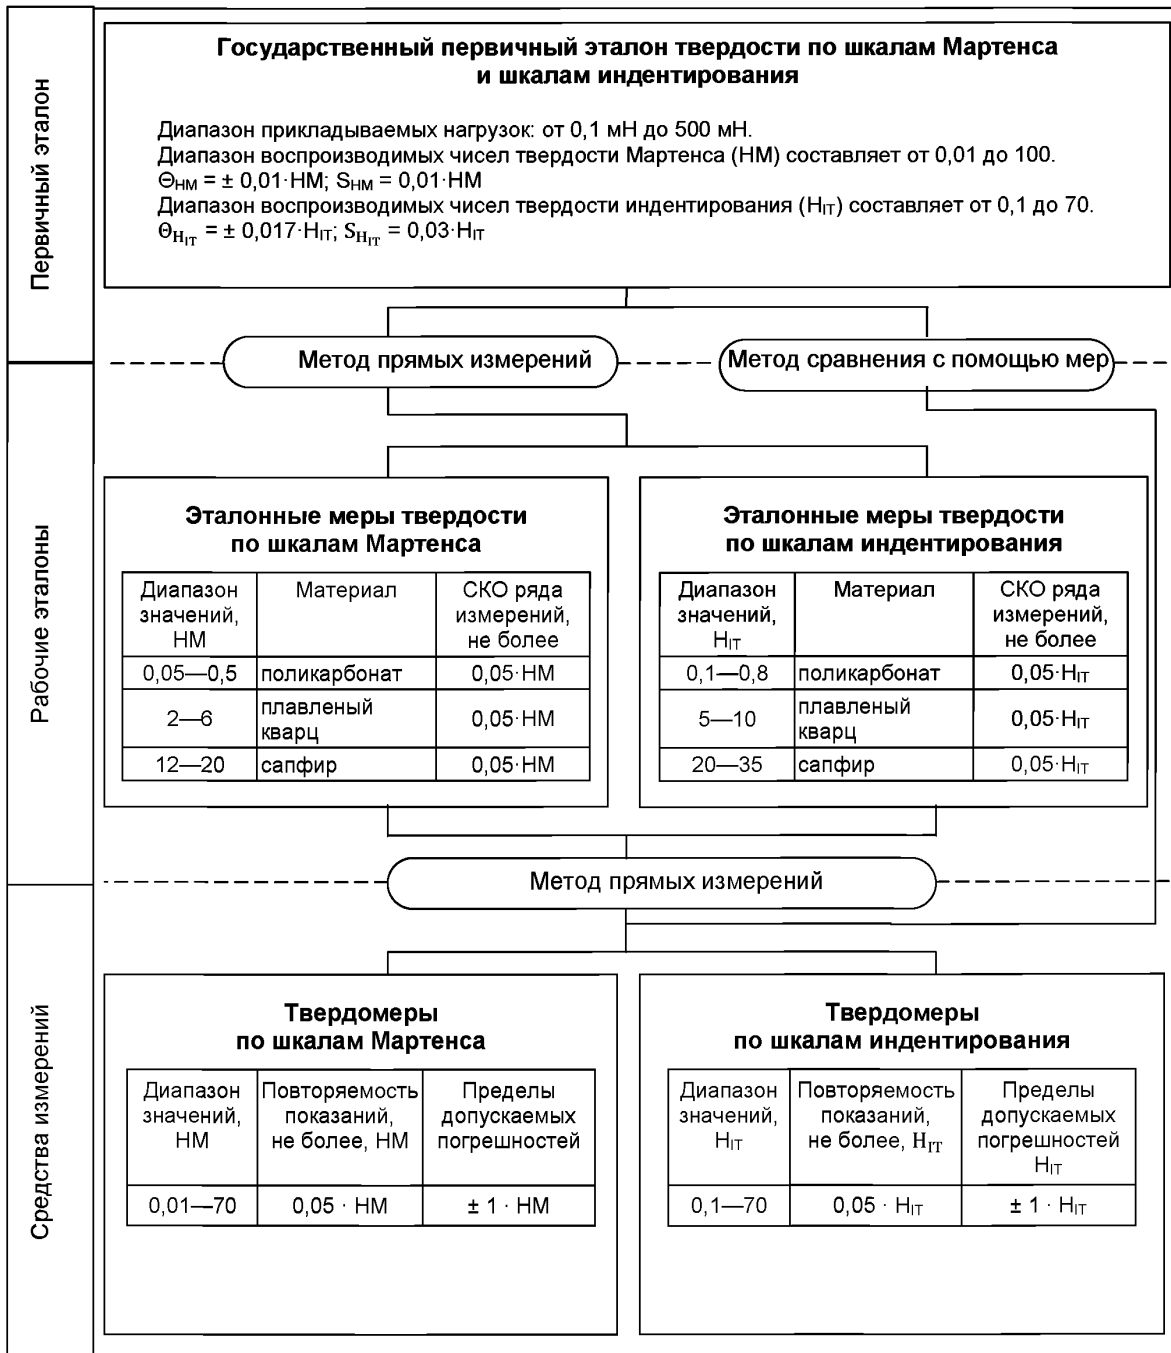 Первичный эталон
Государственный первичный эталон твердости по шкалам Мартенса
и шкалам индентирования
Диапазон прикладываемых нагрузок: от 0,1 мН до 500 мН.
Диапазон воспроизводимых чисел твердости Мартенса (HM) составляет от 0,01 до 100.
ΘHM = ± 0,01·HM; SHM = 0,01·HM
Диапазон воспроизводимых чисел твердости индентирования (HIT) составляет от 0,1 до 70.
ΘHIT = ± 0,017·HIT; SHIT = 0,03·HIT
Метод прямых измерений
Метод сравнения с помощью мер
Рабочие эталоны
Эталонные меры твердости
по шкалам Мартенса
Диапазон
значений,
HM
Материал
СКО ряда
измерений,
не более
0,05—0,5 поликарбонат 0,05·HM
2—6 плавленый
кварц 0,05·HM
12—20 сапфир 0,05·HM
Эталонные меры твердости
по шкалам индентирования
Диапазон
значений,
HIT
Материал
СКО ряда
измерений,
не более
0,1—0,8 поликарбонат 0,05·HIT
5—10 плавленый
кварц 0,05·HIT
20—35 сапфир 0,05·HIT
Метод прямых измерений
Средства измерений
Твердомеры
по шкалам Мартенса
Диапазон
значений,
HM
Повторяемость
показаний,
не более, HM
Пределы
допускаемых
погрешностей
0,01—70 0,05 · HM ± 1 · HM
Твердомеры
по шкалам индентирования
Диапазон
значений,
HIT
Повторяемость
показаний,
не более, HIT
Пределы
допускаемых
погрешностей
HIT
0,1—70 0,05 · HIT ± 1 · HIT